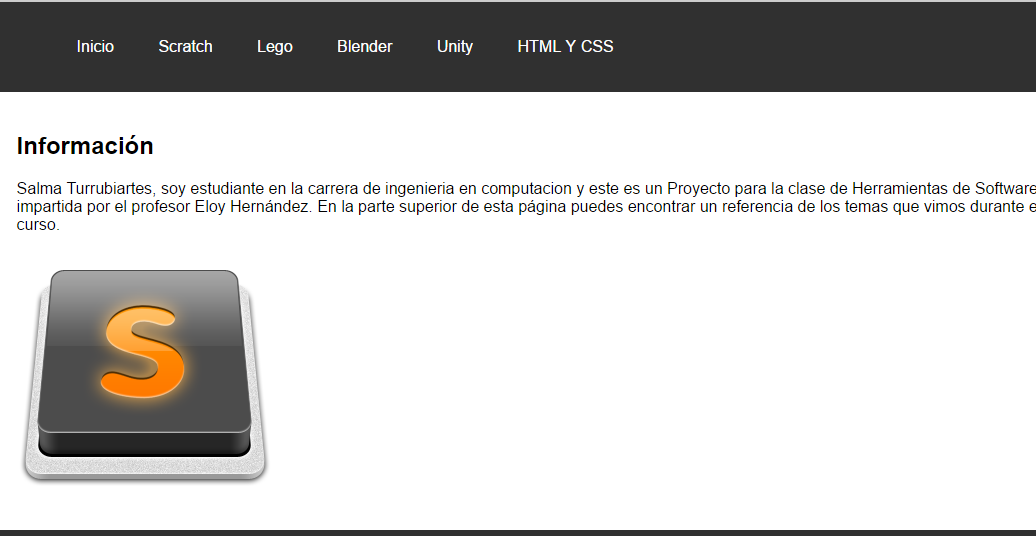 Inicio Scratch Lego Blender Unity HTML Y CSS
Información
Salma Turrubiartes, soy estudiante en la carrera de ingenieria en computacion y este es un Proyecto para la clase de Herramientas de Software
impartida por el profesor Eloy Hernández. En la parte superior de esta página puedes encontrar un referencia de los temas que vimos durante e
curso.
S